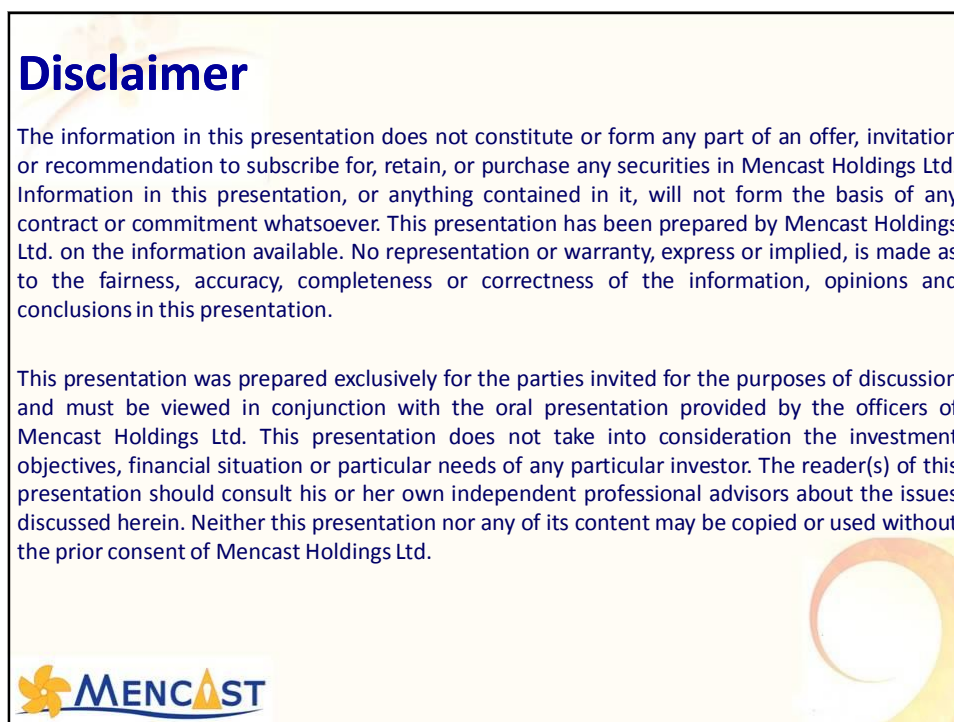 Disclaimer
The information in this presentation does not constitute or form any part of an offer, invitation
or recommendation to subscribe for, retain, or purchase any securities in Mencast Holdings Ltd
Information in this presentation, or anything contained in it, will not form the basis of any
contract or commitment whatsoever. This presentation has been prepared by Mencast Holdings
Ltd. on the information available. No representation or warranty, express or implied, is made as
to the fairness, accuracy, completeness or correctness of the information, opinions and
conclusions in this presentation.
This presentation was prepared exclusively for the parties invited for the purposes of discussion
and must be viewed in conjunction with the oral presentation provided by the officers of
Mencast Holdings Ltd. This presentation does not take into consideration the investment
objectives, financial situation or particular needs of any particular investor. The reader(s) of this
presentation should consult his or her own independent professional advisors about the issues
discussed herein. Neither this presentation nor any of its content may be copied or used without
the prior consent of Mencast Holdings Ltd.
MENCAST